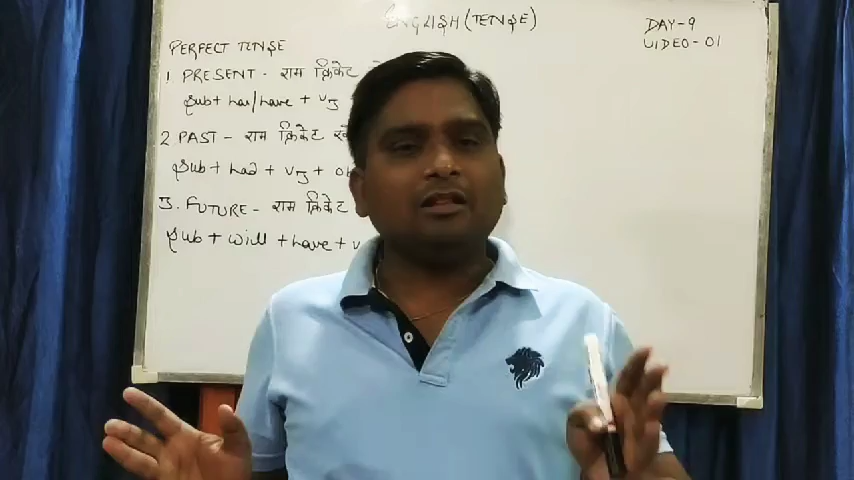 ENGLISH (TENSE)
DAY-9
VIDEO-01
PERFECT TENSE
1 PRESENT - राम क्रिकेट
Sub + has/have + V3
2 PAST - राम क्रिकेट
Sub + had + V3 +
3. FUTURE - राम क्रिकेट
Sub + will + have +